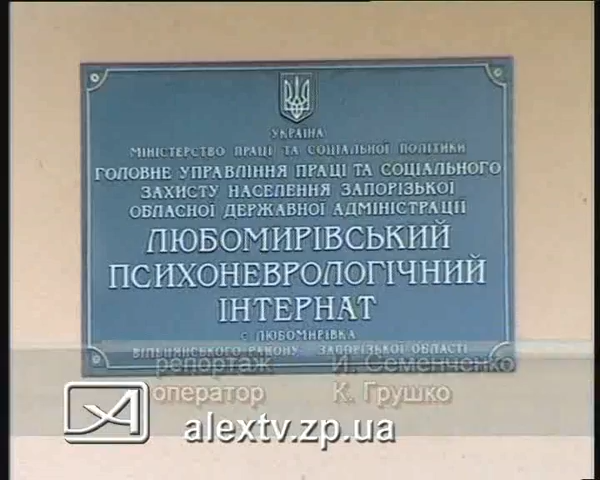 УКРАЇНА
МІНІСТЕРСТВО ПРАЦІ ТА СОЦІАЛЬНОЇ ПОЛІТИКИ
ГОЛОВНЕ УПРАВЛІННЯ ПРАЦІ ТА СОЦІАЛЬНОГО
ЗАХИСТУ НАСЕЛЕННЯ ЗАПОРІЗЬКОЇ
ОБЛАСНОЇ ДЕРЖАВНОЇ АДМІНІСТРАЦІЇ
ЛЮБОМИРІВСЬКИЙ
ПСИХОНЕВРОЛОГІЧНИЙ
ІНТЕРНАТ
с. ЛЮБОМИРІВКА
ВІЛЬНЯНСЬКОГО РАЙОНУ ЗАПОРІЗЬКОЇ ОБЛАСТІ
репортаж И. Семенченко
оператор К. Грушко
alextv.zp.ua